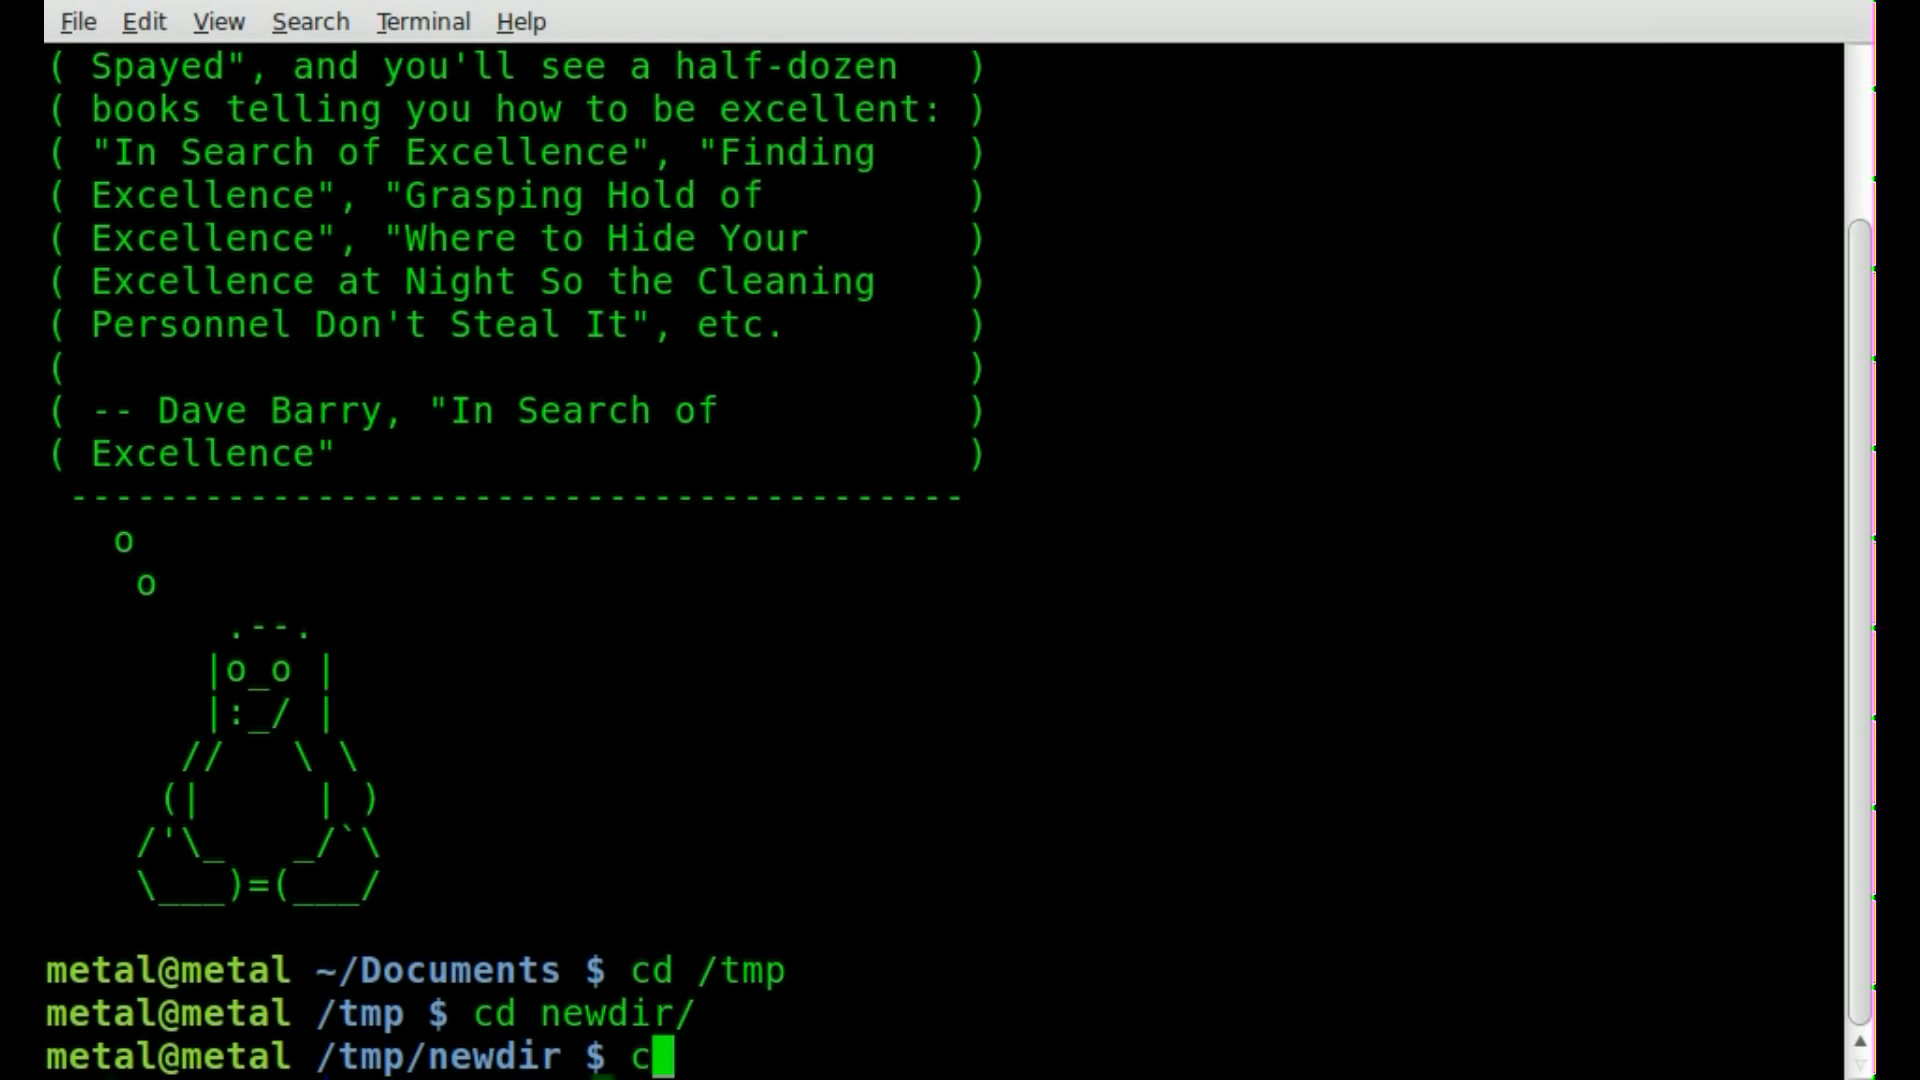 File Edit View Search Terminal Help
( Spayed", and you'll see a half-dozen   )
( books telling you how to be excellent: )
( "In Search of Excellence", "Finding    )
( Excellence", "Grasping Hold of         )
( Excellence", "Where to Hide Your       )
( Excellence at Night So the Cleaning    )
( Personnel Don't Steal It", etc.        )
(                                        )
( -- Dave Barry, "In Search of           )
( Excellence"                            )
 ----------------------------------------
   o
    o
        .--.
       |o_o |
       |:_/ |
      //   \ \
     (|     | )
    /'\_   _/`\
    \___)=(___/
metal@metal ~/Documents $ cd /tmp
metal@metal /tmp $ cd newdir/
metal@metal /tmp/newdir $ c